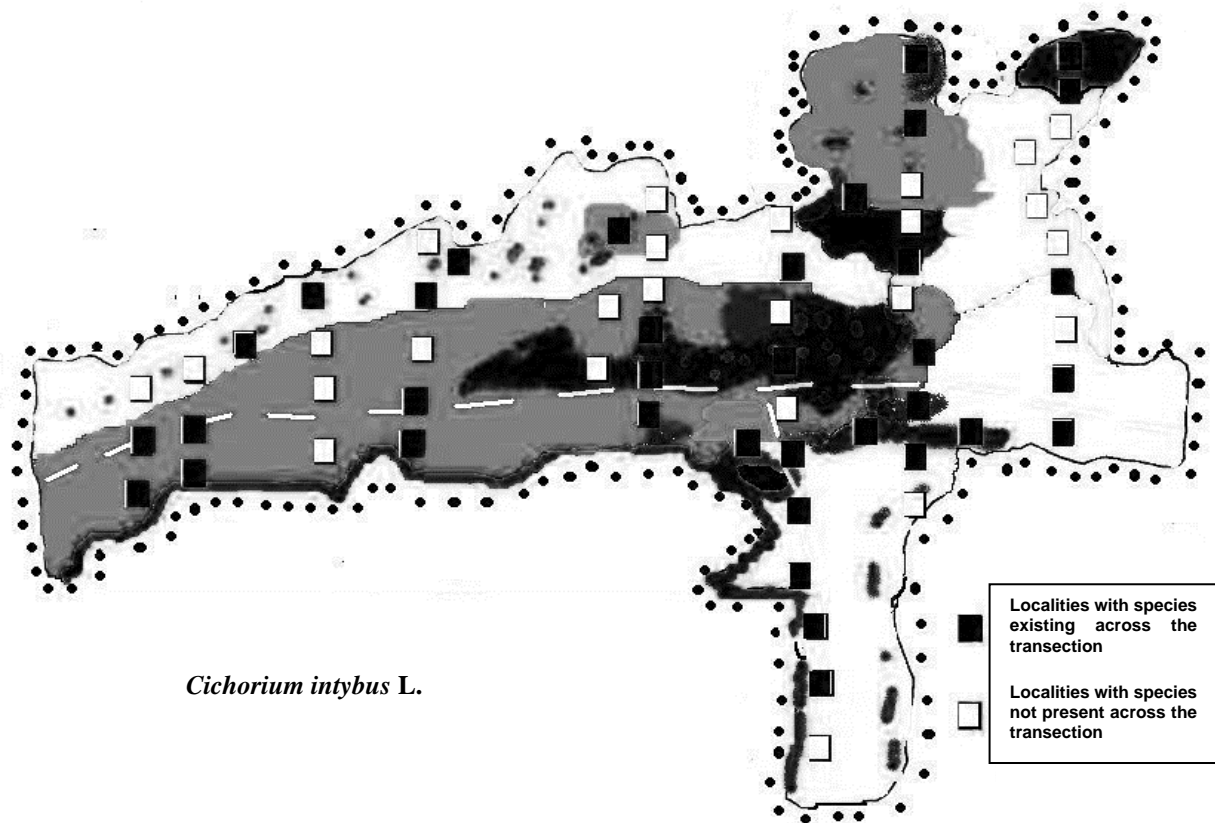 Cichorium intybus L.
Localities with species
existing across the
transection
Localities with species
not present across the
transection